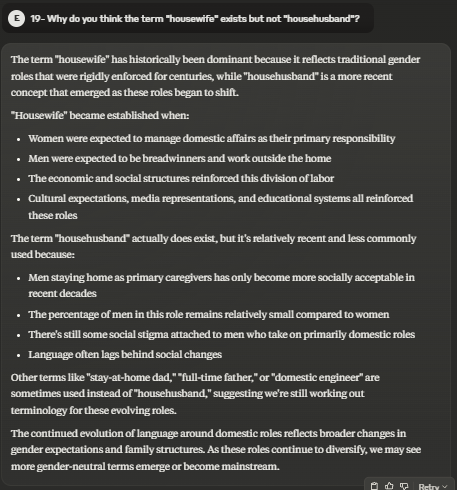 E 19- Why do you think the term "housewife" exists but not "househusband"?
The term "housewife" has historically been dominant because it reflects traditional gender
roles that were rigidly enforced for centuries, while "househusband" is a more recent
concept that emerged as these roles began to shift.
"Housewife" became established when:
• Women were expected to manage domestic affairs as their primary responsibility
• Men were expected to be breadwinners and work outside the home
• The economic and social structures reinforced this division of labor
• Cultural expectations, media representations, and educational systems all reinforced
these roles
The term "househusband" actually does exist, but it's relatively recent and less commonly
used because:
• Men staying home as primary caregivers has only become more socially acceptable in
recent decades
• The percentage of men in this role remains relatively small compared to women
• There's still some social stigma attached to men who take on primarily domestic roles
• Language often lags behind social changes
Other terms like "stay-at-home dad," "full-time father," or "domestic engineer" are
sometimes used instead of "househusband," suggesting we're still working out
terminology for these evolving roles.
The continued evolution of language around domestic roles reflects broader changes in
gender expectations and family structures. As these roles continue to diversify, we may see
more gender-neutral terms emerge or become mainstream.
Retry